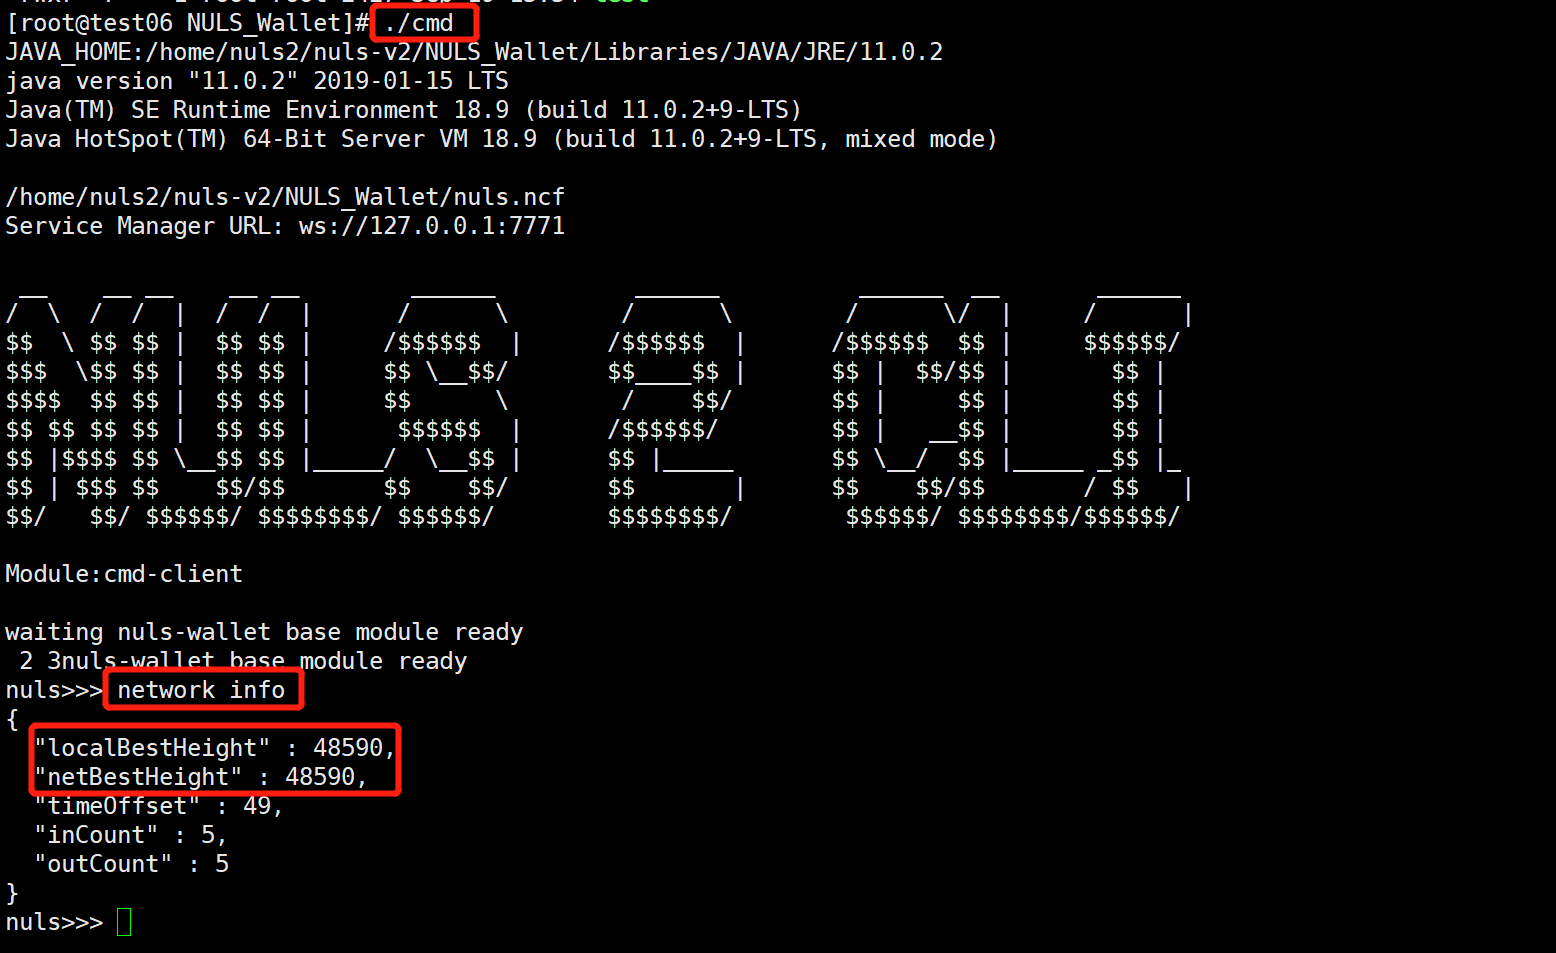 [root@test06 NULS_Wallet]# ./cmd
JAVA_HOME:/home/nuls2/nuls-v2/NULS_Wallet/Libraries/JAVA/JRE/11.0.2
java version "11.0.2" 2019-01-15 LTS
Java(TM) SE Runtime Environment 18.9 (build 11.0.2+9-LTS)
Java HotSpot(TM) 64-Bit Server VM 18.9 (build 11.0.2+9-LTS, mixed mode)
/home/nuls2/nuls-v2/NULS_Wallet/nuls.ncf
Service Manager URL: ws://127.0.0.1:7771
NULS 2 CLI
Module:cmd-client
waiting nuls-wallet base module ready
2 3nuls-wallet base module ready
nuls>>> network info
{
"localBestHeight" : 48590,
"netBestHeight" : 48590,
"timeOffset" : 49,
"inCount" : 5,
"outCount" : 5
}
nuls>>>